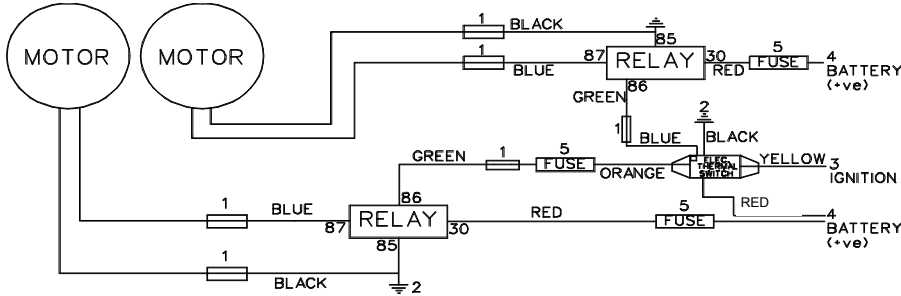 MOTOR
MOTOR
1
BLACK
1
BLUE
85
87
RELAY
30
86
RED
5
FUSE
4
BATTERY
(+ve)
GREEN
1
BLUE
2
BLACK
GREEN
1
5
FUSE
ORANGE
ELEC.
THERMAL
SWITCH
YELLOW
3
IGNITION
RED
4
BATTERY
(+ve)
1
BLUE
86
87
RELAY
30
85
RED
5
FUSE
1
BLACK
2